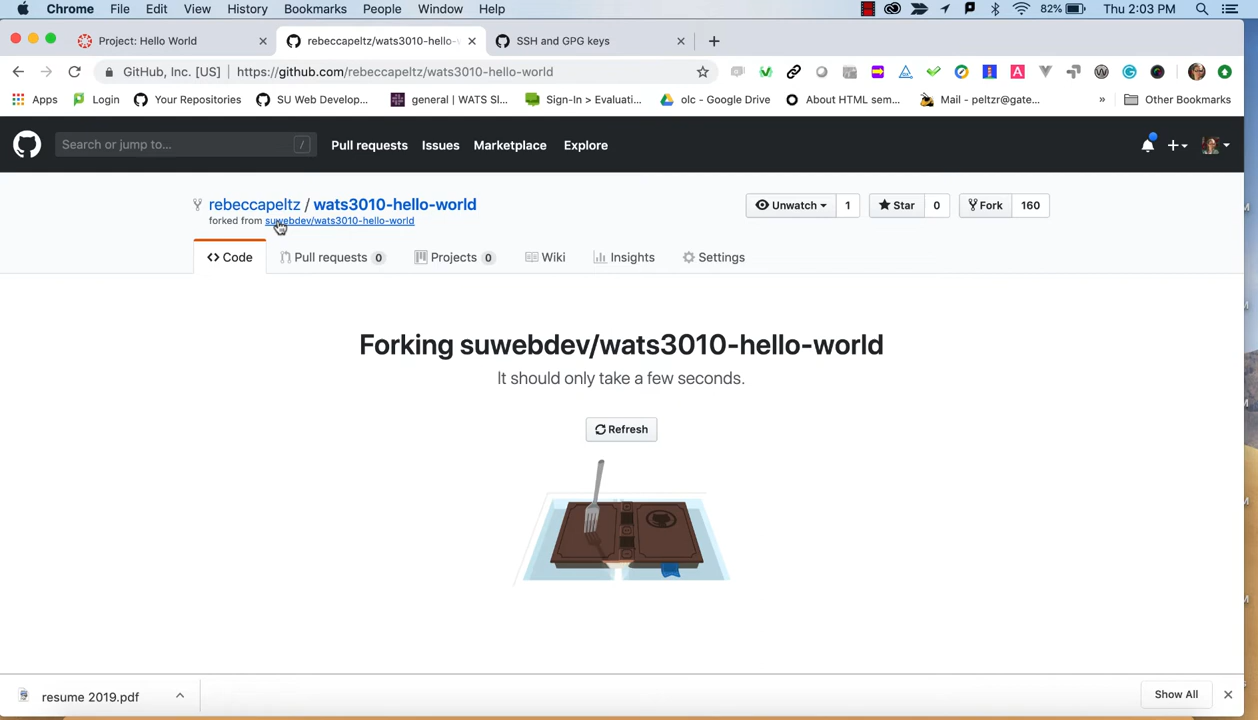 Chrome File Edit View History Bookmarks People Window Help 82% Thu 2:03 PM
Project: Hello World
rebeccapeltz/wats3010-hello-w
SSH and GPG keys
GitHub, Inc. [US] https://github.com/rebeccapeltz/wats3010-hello-world
Apps Login Your Repositories SU Web Develop... general | WATS Sl... Sign-In > Evaluati... olc - Google Drive About HTML sem... Mail - peltzr@gate... » Other Bookmarks
Search or jump to... / Pull requests Issues Marketplace Explore
rebeccapeltz / wats3010-hello-world Unwatch 1 Star 0 Fork 160
forked from suwebdev/wats3010-hello-world
<> Code Pull requests 0 Projects 0 Wiki Insights Settings
Forking suwebdev/wats3010-hello-world
It should only take a few seconds.
Refresh
resume 2019.pdf Show All